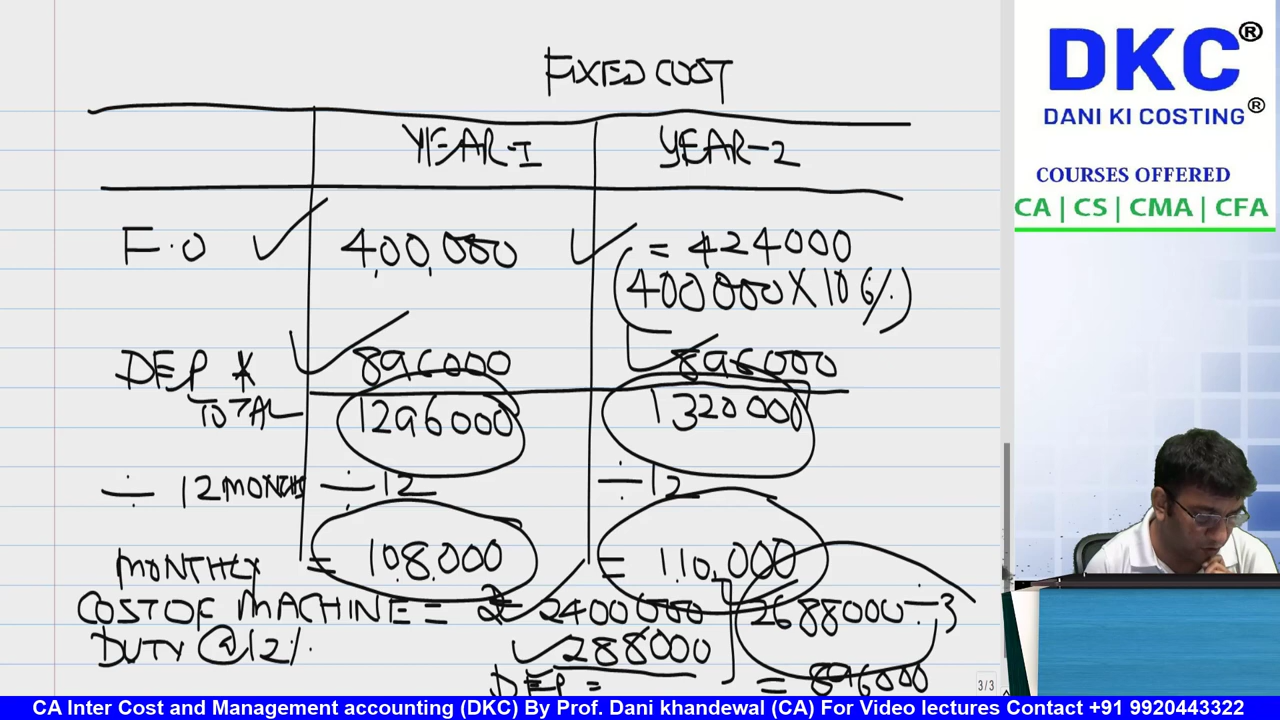 FIXED COST
YEAR-I YEAR-2
F.O 400,000 = 424000
(400000 X 106%)
DEP * 896000 896000
TOTAL 1296000 1320000
÷ 12 MONTHS ÷ 12 ÷ 12
MONTHLY = 108,000 = 110,000
COST OF MACHINE = 2400000 2688000 ÷ 3
DUTY @ 12% 288000
DEP = = 896000
3/3
DKC®
DANI KI COSTING®
COURSES OFFERED
CA | CS | CMA | CFA
CA Inter Cost and Management accounting (DKC) By Prof. Dani khandewal (CA) For Video lectures Contact +91 9920443322